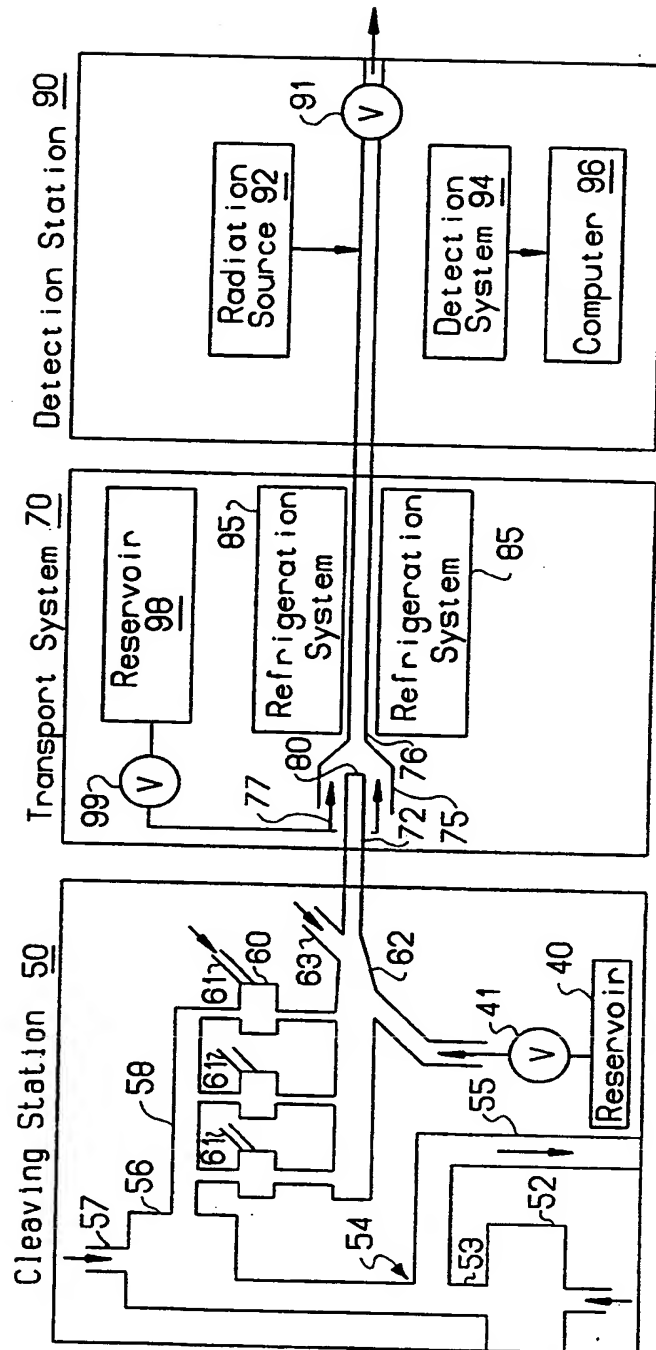 Cleaving Station 50
57
56
58
61
61
61
60
63
62
54
55
53
52
41
V
40
Reservoir
Transport System 70
Reservoir
98
99
V
77
80
85
Refrigeration
System
72
75
76
Refrigeration
System
85
Detection Station 90
Radiation
Source 92
V
91
Detection
System 94
Computer 96